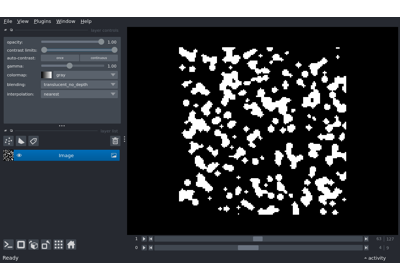 File View Plugins Window Help
opacity: 1.00
contrast limits:
auto-contrast: once continuous
gamma: 1.00
colormap: gray
blending: translucent_no_depth
interpolation: nearest
Image
1
0
Ready
activity